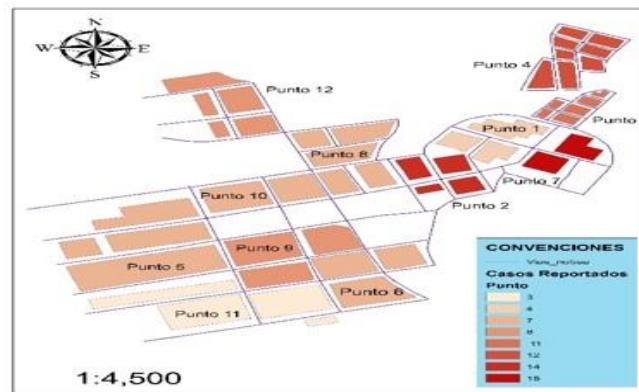 N
W E
S
Punto 4
Punto 12
Punto
Punto 1
Punto 8
Punto 7
Punto 10
Punto 2
Punto 9
Punto 5
Punto 6
Punto 11
CONVENCIONES
Casos Reportados
Punto
3
4
7
8
11
12
14
15
1:4,500